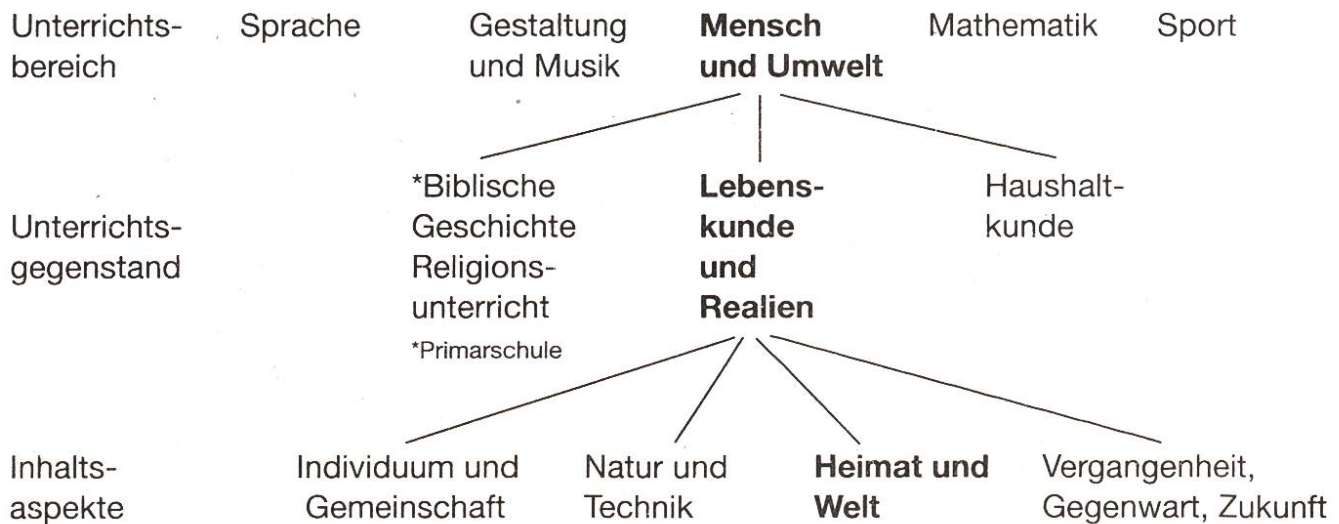 Unterrichts- Sprache Gestaltung Mensch Mathematik Sport
bereich und Musik und Umwelt
*Biblische Lebens- Haushalt-
Unterrichts- Geschichte kunde kunde
gegenstand Religions- und
unterricht Realien
*Primarschule
Inhalts- Individuum und Natur und Heimat und Vergangenheit,
aspekte Gemeinschaft Technik Welt Gegenwart, Zukunft